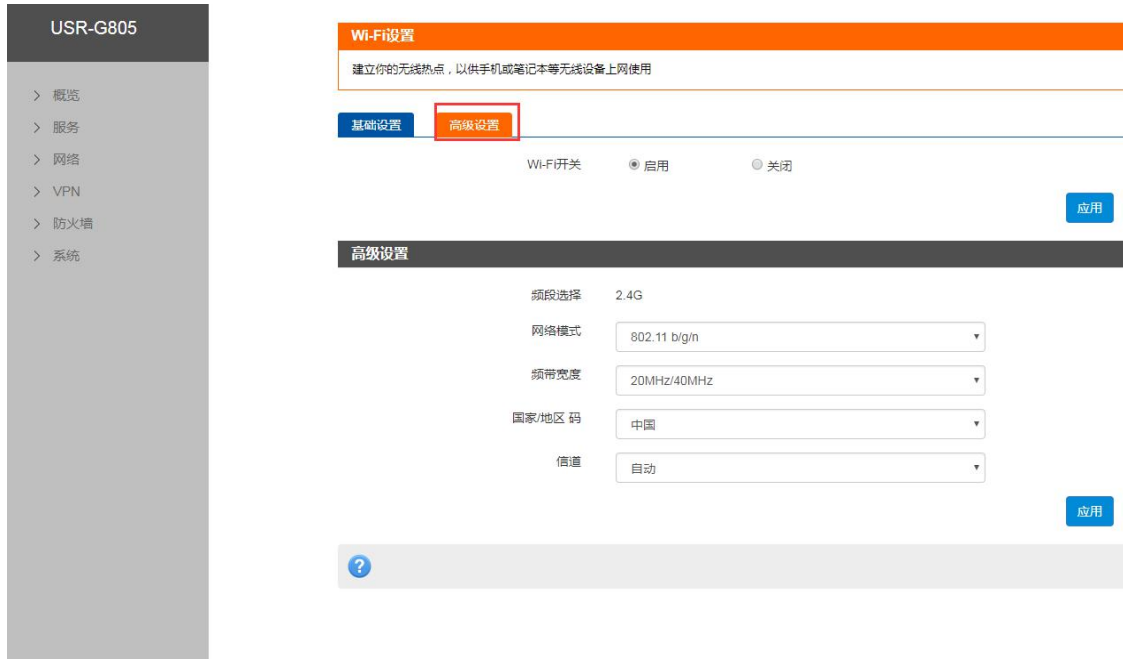 USR-G805
概览
服务
网络
VPN
防火墙
系统
Wi-Fi设置
建立你的无线热点，以供手机或笔记本等无线设备上网使用
基础设置 高级设置
Wi-Fi开关 启用 关闭
应用
高级设置
频段选择 2.4G
网络模式 802.11 b/g/n
频带宽度 20MHz/40MHz
国家/地区 码 中国
信道 自动
应用
?